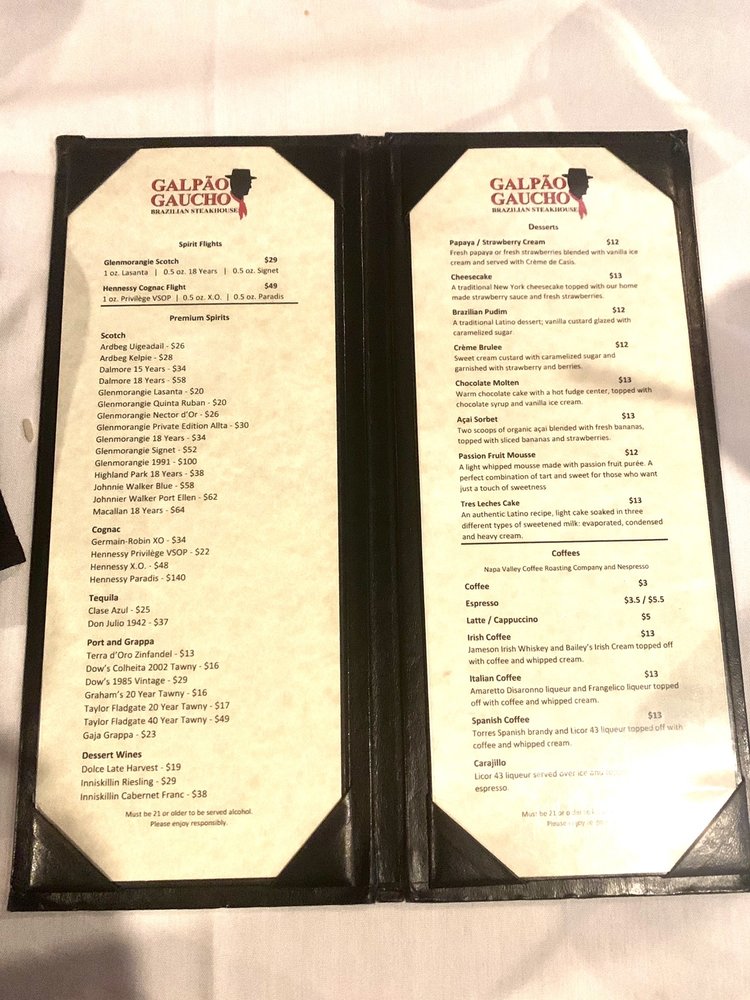 GALPÃO
GAUCHO
BRAZILIAN STEAKHOUSE
Spirit Flights
Glenmorangie Scotch $29
1 oz. Lasanta | 0.5 oz. 18 Years | 0.5 oz. Signet
Hennessy Cognac Flight $49
1 oz. Privilège VSOP | 0.5 oz. X.O. | 0.5 oz. Paradis
Premium Spirits
Scotch
Ardbeg Uigeadail - $26
Ardbeg Kelpie - $28
Dalmore 15 Years - $34
Dalmore 18 Years - $58
Glenmorangie Lasanta - $20
Glenmorangie Quinta Ruban - $20
Glenmorangie Nector d'Or - $26
Glenmorangie Private Edition Allta - $30
Glenmorangie 18 Years - $34
Glenmorangie Signet - $52
Glenmorangie 1991 - $100
Highland Park 18 Years - $38
Johnnie Walker Blue - $58
Johnnier Walker Port Ellen - $62
Macallan 18 Years - $64
Cognac
Germain-Robin XO - $34
Hennessy Privilège VSOP - $22
Hennessy X.O. - $48
Hennessy Paradis - $140
Tequila
Clase Azul - $25
Don Julio 1942 - $37
Port and Grappa
Terra d'Oro Zinfandel - $13
Dow's Colheita 2002 Tawny - $16
Dow's 1985 Vintage - $29
Graham's 20 Year Tawny - $16
Taylor Fladgate 20 Year Tawny - $17
Taylor Fladgate 40 Year Tawny - $49
Gaja Grappa - $23
Dessert Wines
Dolce Late Harvest - $19
Inniskillin Riesling - $29
Inniskillin Cabernet Franc - $38
Must be 21 or older to be served alcohol.
Please enjoy responsibly.
GALPÃO
GAUCHO
BRAZILIAN STEAKHOUSE
Desserts
Papaya / Strawberry Cream $12
Fresh papaya or fresh strawberries blended with vanilla ice
cream and served with Crème de Casis.
Cheesecake $13
A traditional New York cheesecake topped with our home
made strawberry sauce and fresh strawberries.
Brazilian Pudim $12
A traditional Latino dessert; vanilla custard glazed with
caramelized sugar.
Crème Brulee $12
Sweet cream custard with caramelized sugar and
garnished with strawberry and berries.
Chocolate Molten $13
Warm chocolate cake with a hot fudge center, topped with
chocolate syrup and vanilla ice cream.
Açai Sorbet $13
Two scoops of organic açai blended with fresh bananas,
topped with sliced bananas and strawberries.
Passion Fruit Mousse $12
A light whipped mousse made with passion fruit purée. A
perfect combination of tart and sweet for those who want
just a touch of sweetness
Tres Leches Cake $13
An authentic Latino recipe, light cake soaked in three
different types of sweetened milk: evaporated, condensed
and heavy cream.
Coffees
Napa Valley Coffee Roasting Company and Nespresso
Coffee $3
Espresso $3.5 / $5.5
Latte / Cappuccino $5
Irish Coffee $13
Jameson Irish Whiskey and Bailey's Irish Cream topped off
with coffee and whipped cream.
Italian Coffee $13
Amaretto Disaronno liqueur and Frangelico liqueur topped
off with coffee and whipped cream.
Spanish Coffee $13
Torres Spanish brandy and Licor 43 liqueur topped off with
coffee and whipped cream.
Carajillo
Licor 43 liqueur served over ice and
espresso.
Must be 21 or older
Please enjoy